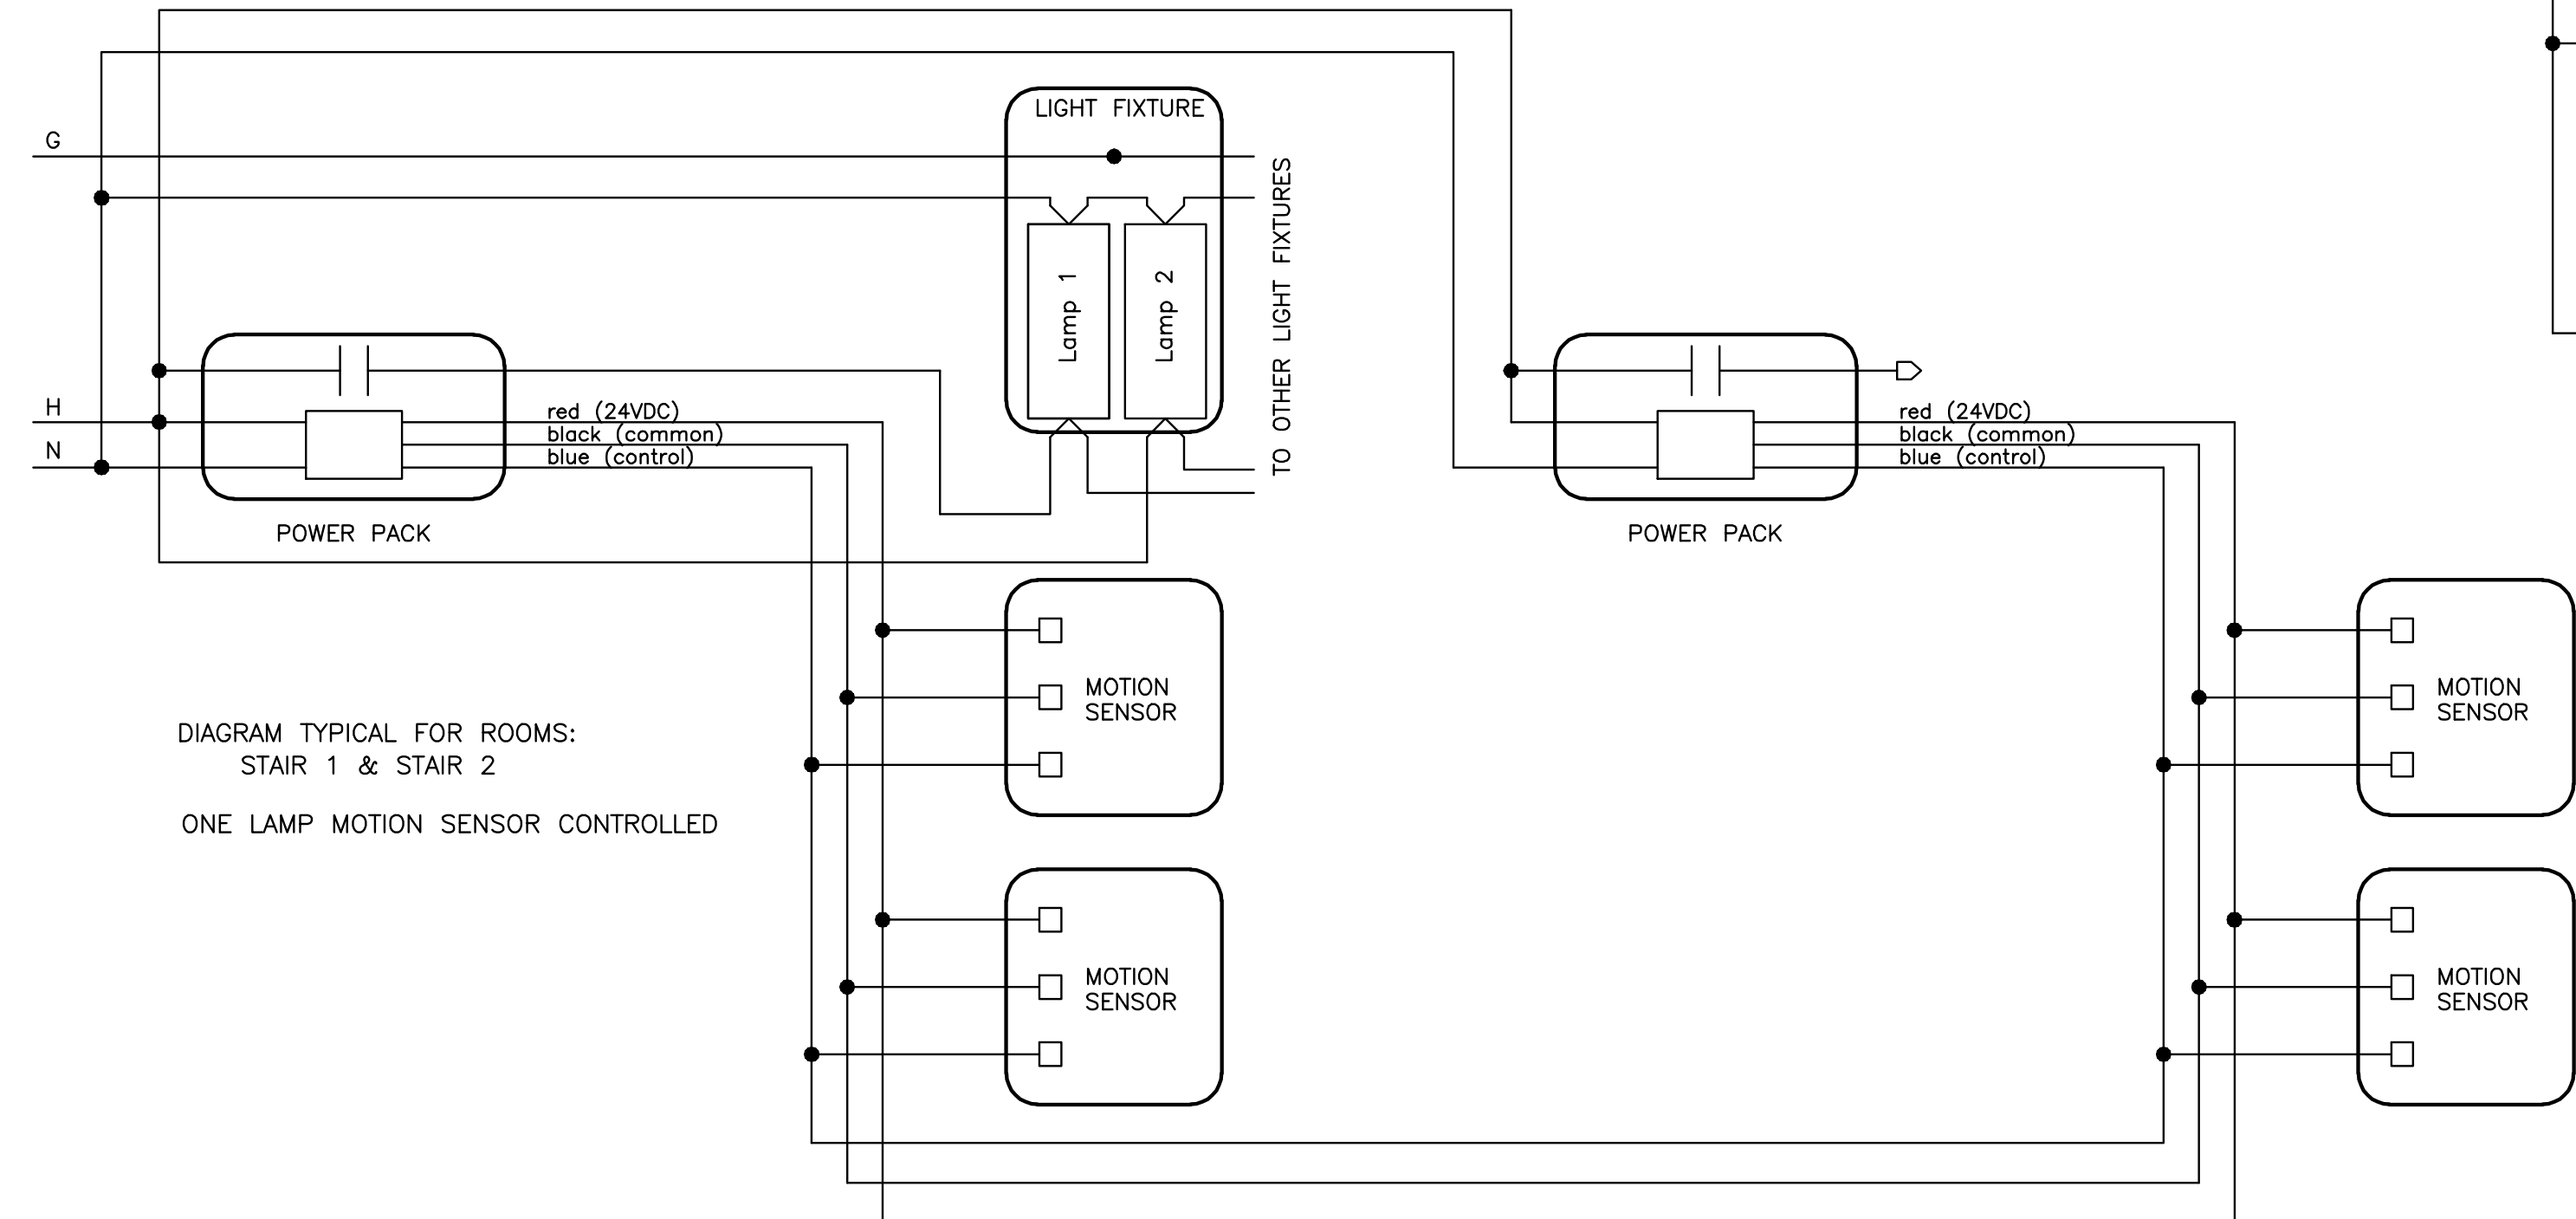 LIGHT FIXTURE
G
TO OTHER LIGHT FIXTURES
Lamp 1
Lamp 2
H
N
red (24VDC)
black (common)
blue (control)
POWER PACK
red (24VDC)
black (common)
blue (control)
POWER PACK
MOTION
SENSOR
MOTION
SENSOR
DIAGRAM TYPICAL FOR ROOMS:
STAIR 1 & STAIR 2
ONE LAMP MOTION SENSOR CONTROLLED
MOTION
SENSOR
MOTION
SENSOR